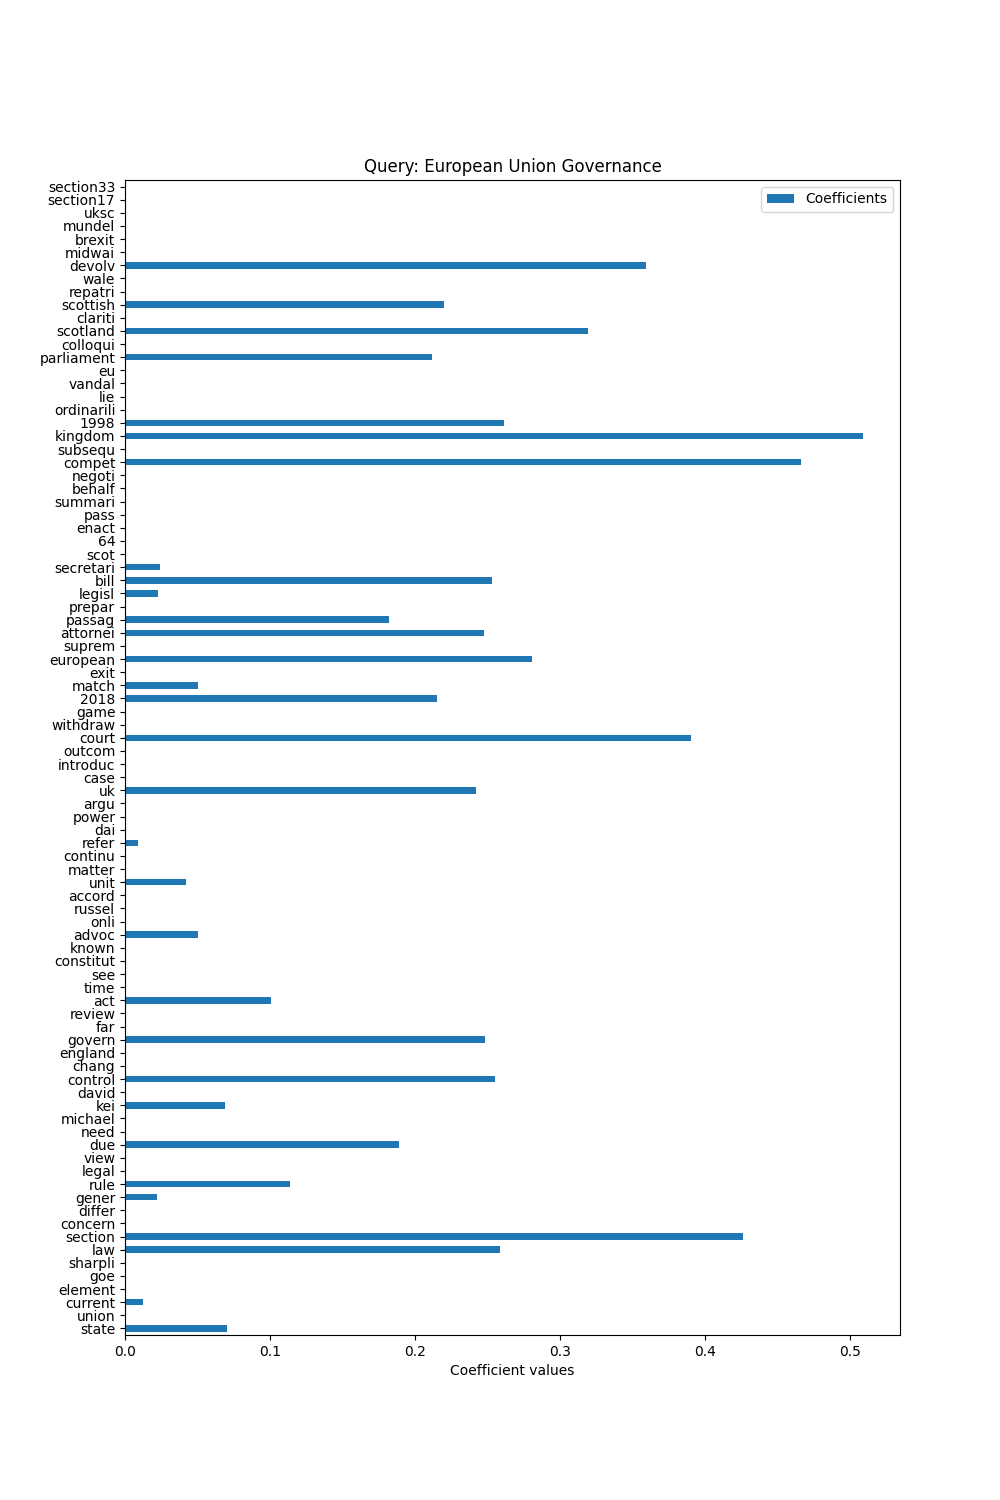 Query: European Union Governance
Coefficients
section33
section17
uksc
mundel
brexit
midwai
devolv
wale
repatri
scottish
clariti
scotland
colloqui
parliament
eu
vandal
lie
ordinarili
1998
kingdom
subsequ
compet
negoti
behalf
summari
pass
enact
64
scot
secretari
bill
legisl
prepar
passag
attornei
suprem
european
exit
match
2018
game
withdraw
court
outcom
introduc
case
uk
argu
power
dai
refer
continu
matter
unit
accord
russel
onli
advoc
known
constitut
see
time
act
review
far
govern
england
chang
control
david
kei
michael
need
due
view
legal
rule
gener
differ
concern
section
law
sharpli
goe
element
current
union
state
0.0 0.1 0.2 0.3 0.4 0.5
Coefficient values